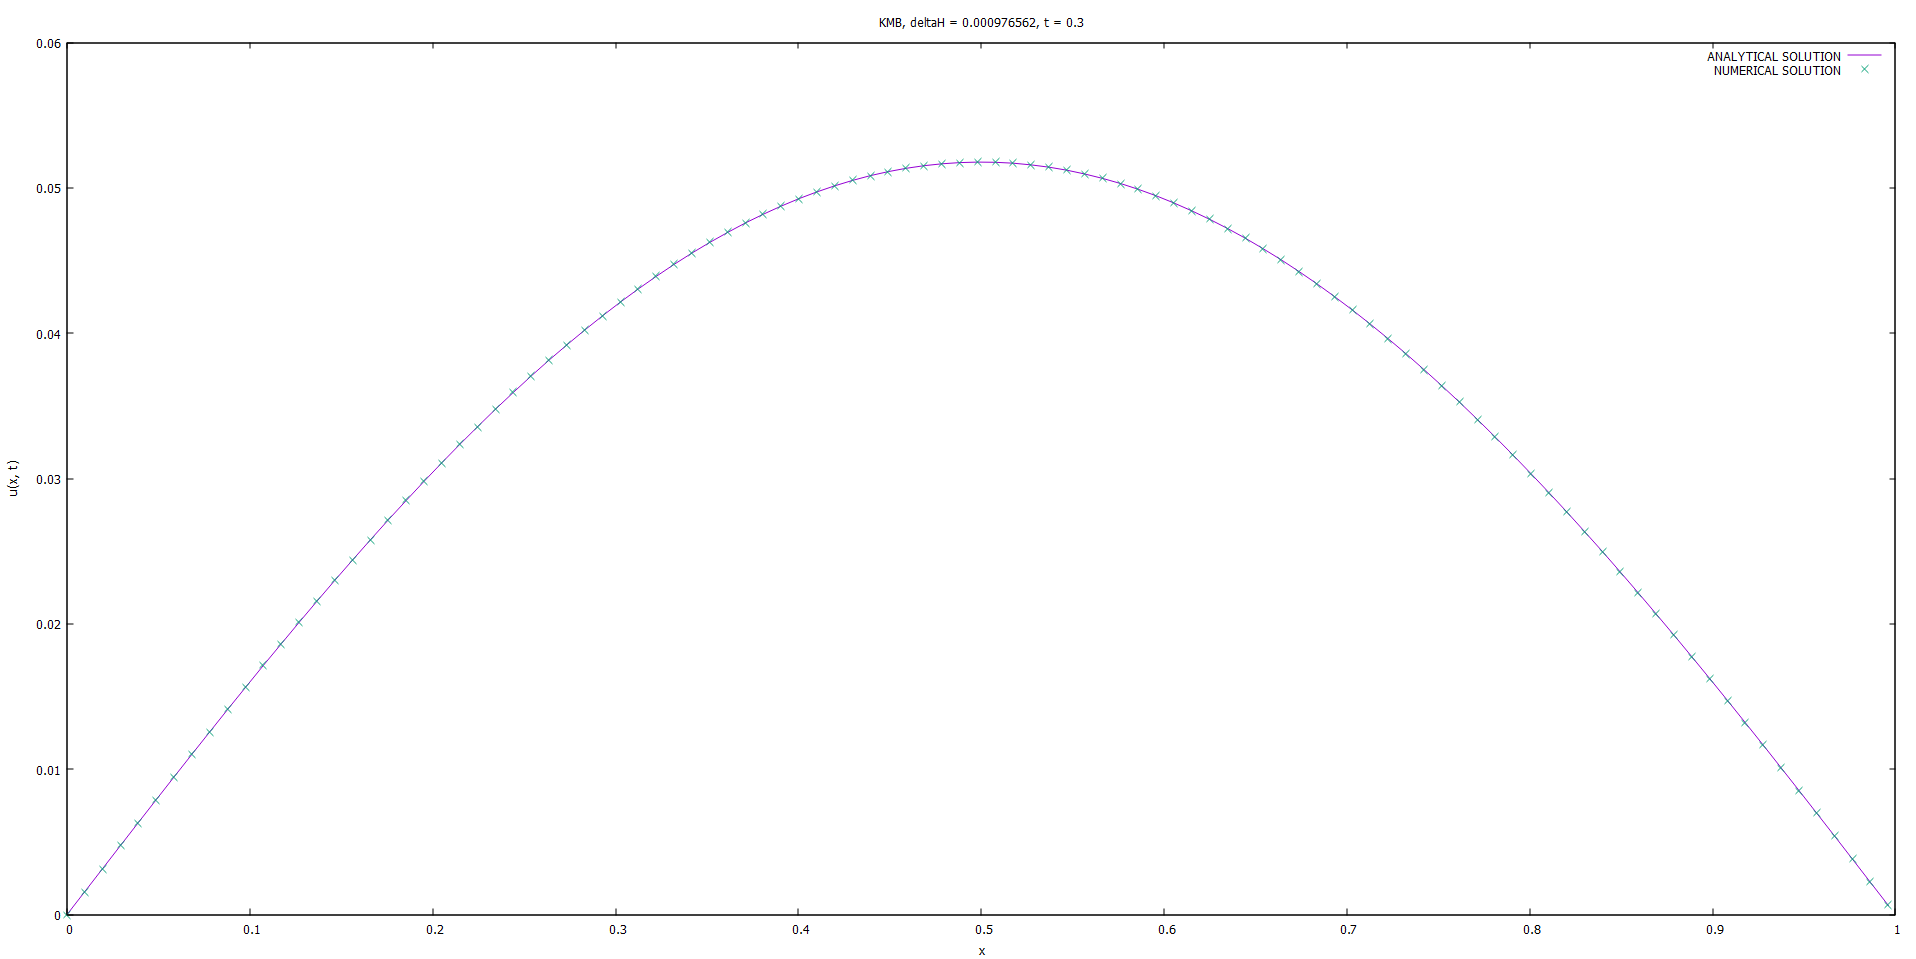 KMB, deltaH = 0.000976562, t = 0.3
ANALYTICAL SOLUTION
NUMERICAL SOLUTION
0.06
0.05
0.04
0.03
0.02
0.01
0
u(x, t)
0 0.1 0.2 0.3 0.4 0.5 0.6 0.7 0.8 0.9 1
x